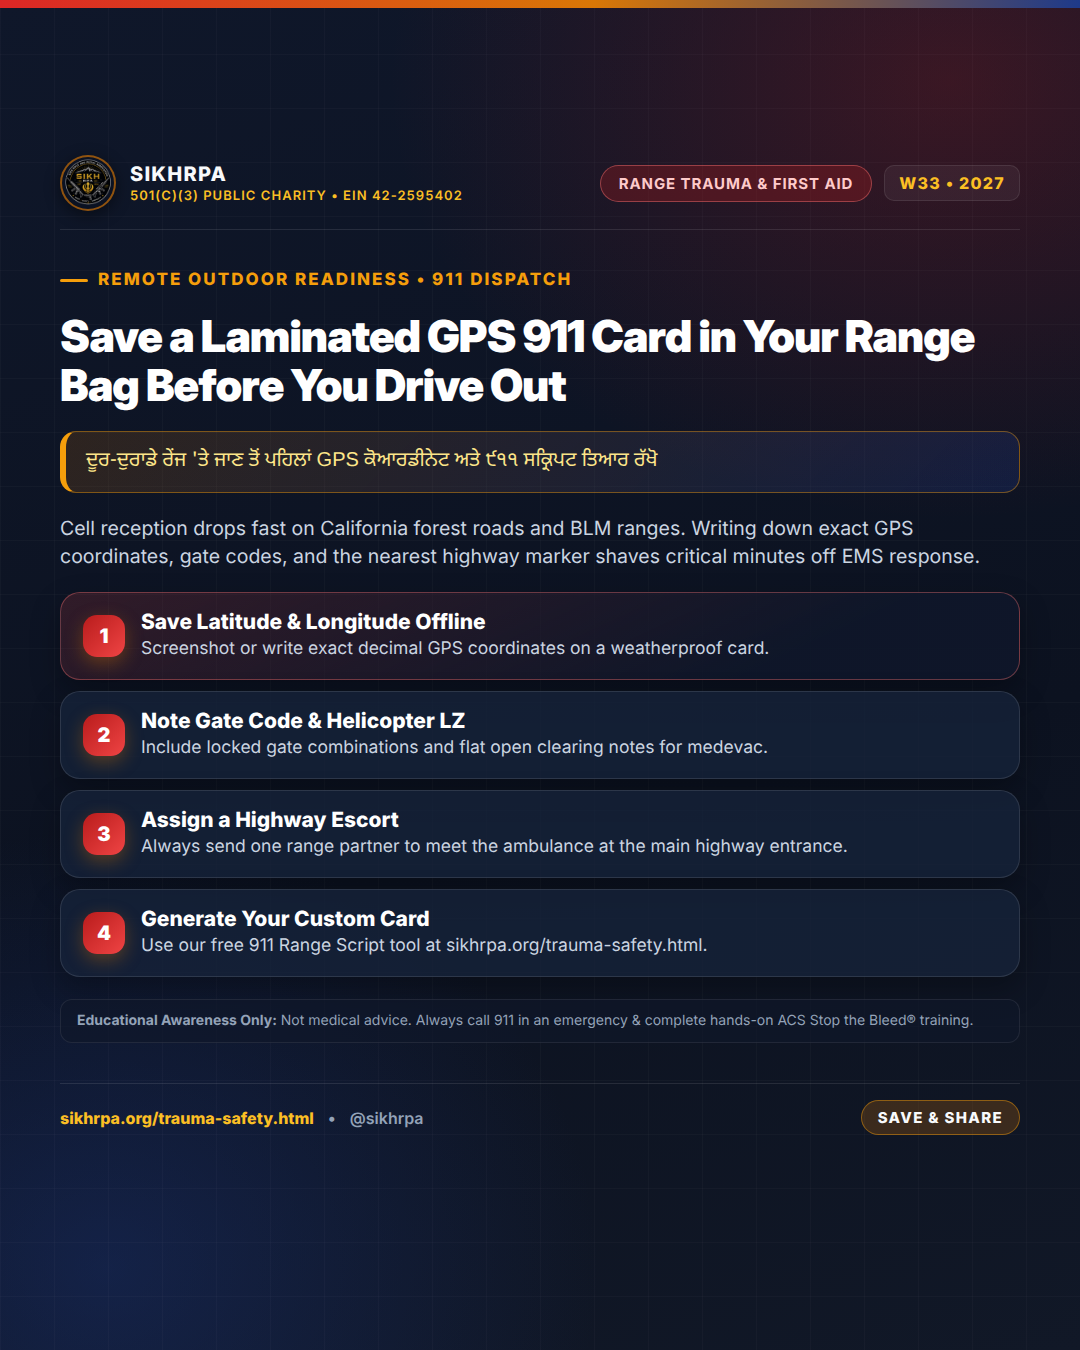 SIKH
SIKHRPA
501(C)(3) PUBLIC CHARITY • EIN 42-2595402
RANGE TRAUMA & FIRST AID
W33 • 2027
REMOTE OUTDOOR READINESS • 911 DISPATCH
Save a Laminated GPS 911 Card in Your Range
Bag Before You Drive Out
ਦੂਰ-ਦੁਰਾਡੇ ਰੇਂਜ 'ਤੇ ਜਾਣ ਤੋਂ ਪਹਿਲਾਂ GPS ਕੋਆਰਡੀਨੇਟ ਅਤੇ ੯੧੧ ਸਕ੍ਰਿਪਟ ਤਿਆਰ ਰੱਖੋ
Cell reception drops fast on California forest roads and BLM ranges. Writing down exact GPS
coordinates, gate codes, and the nearest highway marker shaves critical minutes off EMS response.
1
Save Latitude & Longitude Offline
Screenshot or write exact decimal GPS coordinates on a weatherproof card.
2
Note Gate Code & Helicopter LZ
Include locked gate combinations and flat open clearing notes for medevac.
3
Assign a Highway Escort
Always send one range partner to meet the ambulance at the main highway entrance.
4
Generate Your Custom Card
Use our free 911 Range Script tool at sikhrpa.org/trauma-safety.html.
Educational Awareness Only: Not medical advice. Always call 911 in an emergency & complete hands-on ACS Stop the Bleed® training.
sikhrpa.org/trauma-safety.html • @sikhrpa
SAVE & SHARE